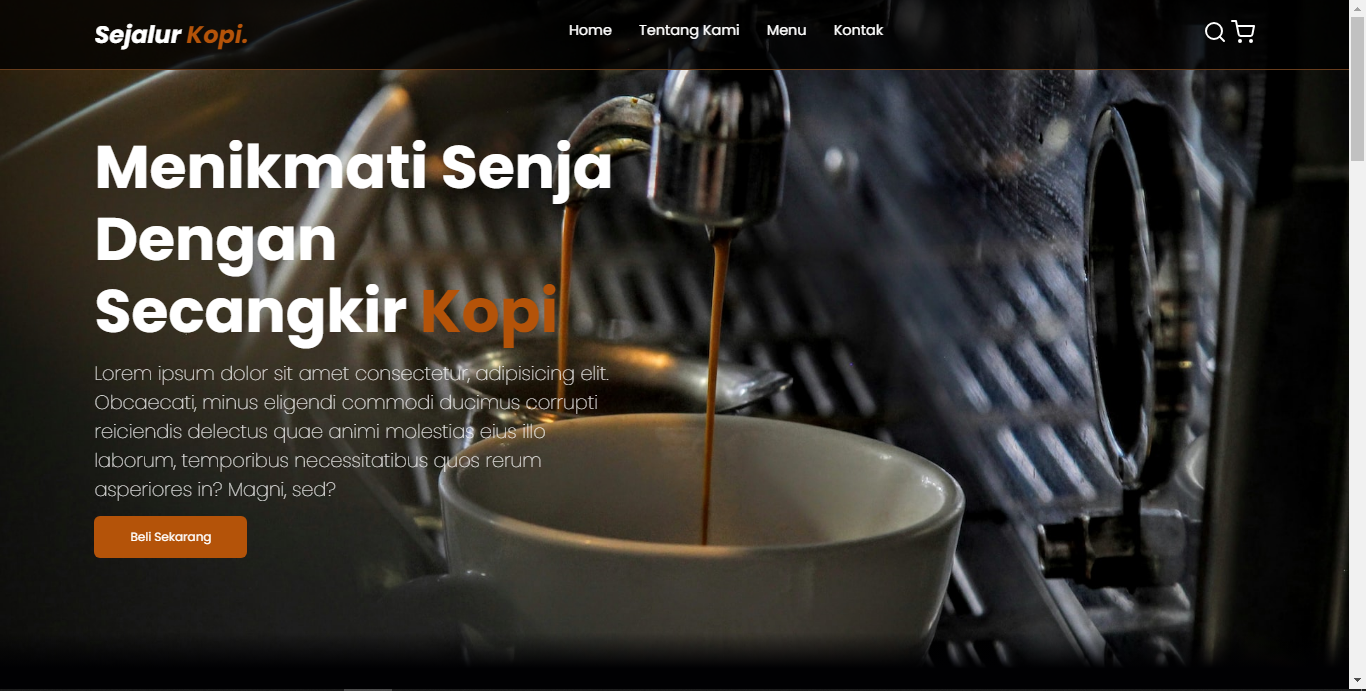 Sejalur Kopi.
Home Tentang Kami Menu Kontak
Menikmati Senja
Dengan
Secangkir Kopi
Lorem ipsum dolor sit amet consectetur, adipisicing elit.
Obcaecati, minus eligendi commodi ducimus corrupti
reiciendis delectus quae animi molestias eius illo
laborum, temporibus necessitatibus quos rerum
asperiores in? Magni, sed?
Beli Sekarang